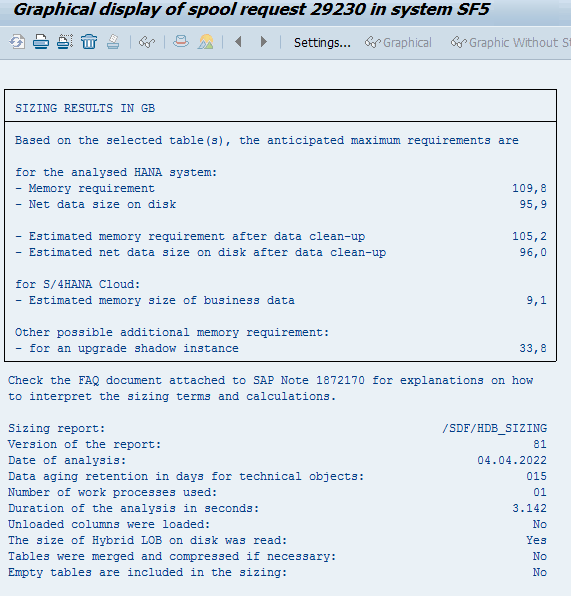 Graphical display of spool request 29230 in system SF5
Settings... Graphical Graphic Without St
SIZING RESULTS IN GB
Based on the selected table(s), the anticipated maximum requirements are
for the analysed HANA system:
- Memory requirement 109,8
- Net data size on disk 95,9
- Estimated memory requirement after data clean-up 105,2
- Estimated net data size on disk after data clean-up 96,0
for S/4HANA Cloud:
- Estimated memory size of business data 9,1
Other possible additional memory requirement:
- for an upgrade shadow instance 33,8
Check the FAQ document attached to SAP Note 1872170 for explanations on how
to interpret the sizing terms and calculations.
Sizing report: /SDF/HDB_SIZING
Version of the report: 81
Date of analysis: 04.04.2022
Data aging retention in days for technical objects: 015
Number of work processes used: 01
Duration of the analysis in seconds: 3.142
Unloaded columns were loaded: No
The size of Hybrid LOB on disk was read: Yes
Tables were merged and compressed if necessary: No
Empty tables are included in the sizing: No